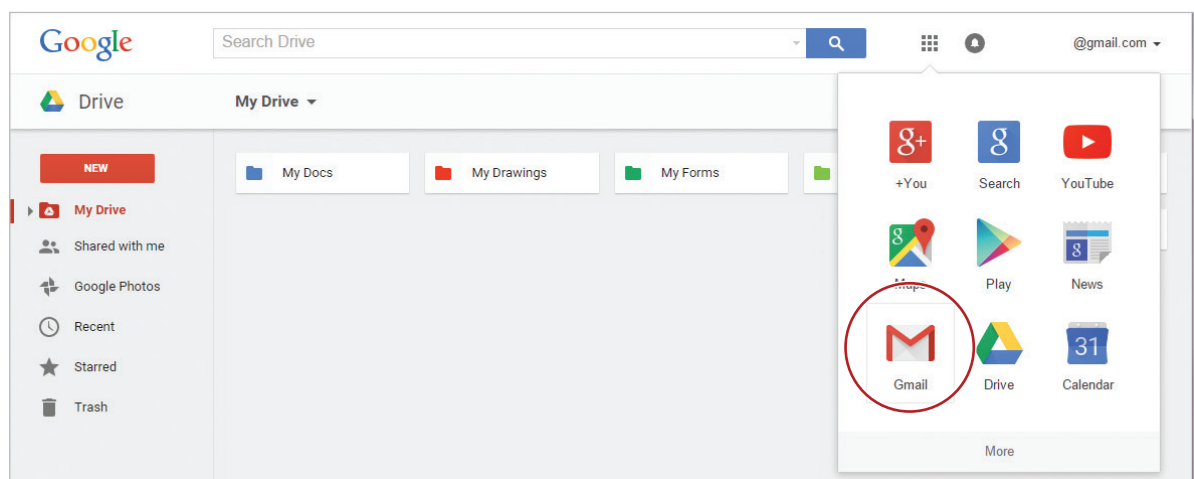 Google
Search Drive
@gmail.com
Drive
My Drive
NEW
My Drive
Shared with me
Google Photos
Recent
Starred
Trash
My Docs
My Drawings
My Forms
g+
g
+You
Search
YouTube
g
g
Maps
Play
News
31
Gmail
Drive
Calendar
More